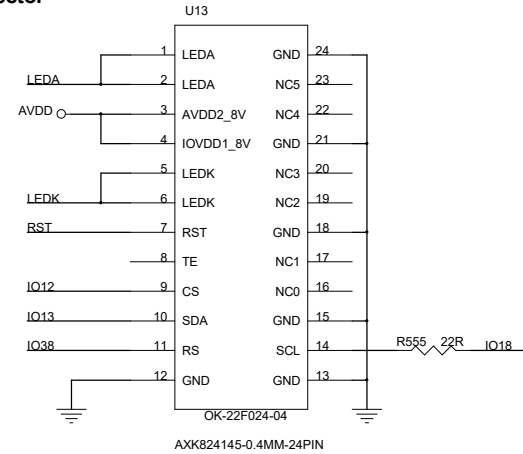 U13
1 LEDA GND 24
LEDA 2 LEDA NC5 23
AVDD 3 AVDD2_8V NC4 22
4 IOVDD1_8V GND 21
5 LEDK NC3 20
LEDK 6 LEDK NC2 19
RST 7 RST GND 18
8 TE NC1 17
IO12 9 CS NC0 16
IO13 10 SDA GND 15
IO38 11 RS SCL 14 R555 22R IO18
12 GND GND 13
OK-22F024-04
AXK824145-0.4MM-24PIN